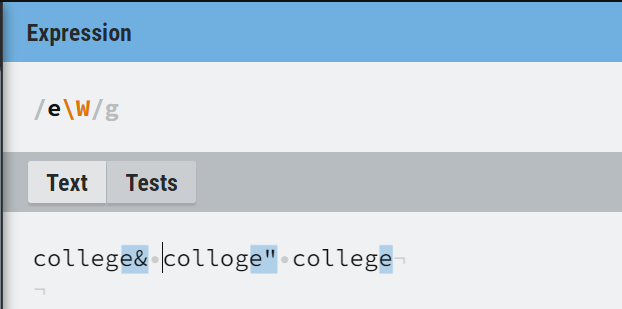 Expression
/e\W/g
Text Tests
college&·colloge"·college¬
¬